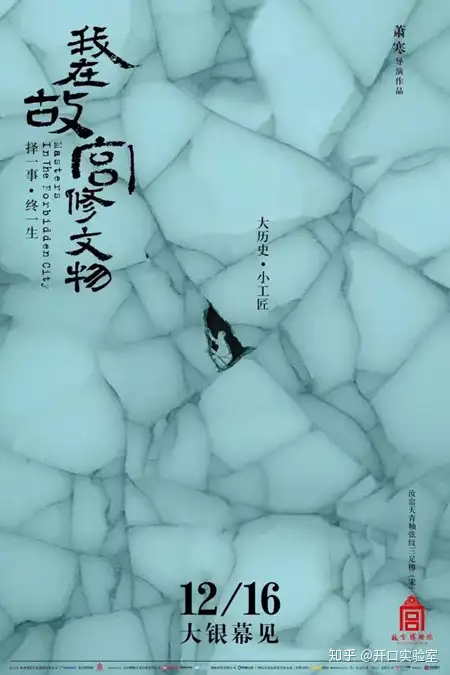 我在故宫修文物
Masters
In The Forbidden City
择一事·终一生
萧寒导演作品
大历史·小工匠
汝窑天青釉弦纹三足樽(宋)
故宫博物院
12/16
大银幕见
知乎 @开口实验室